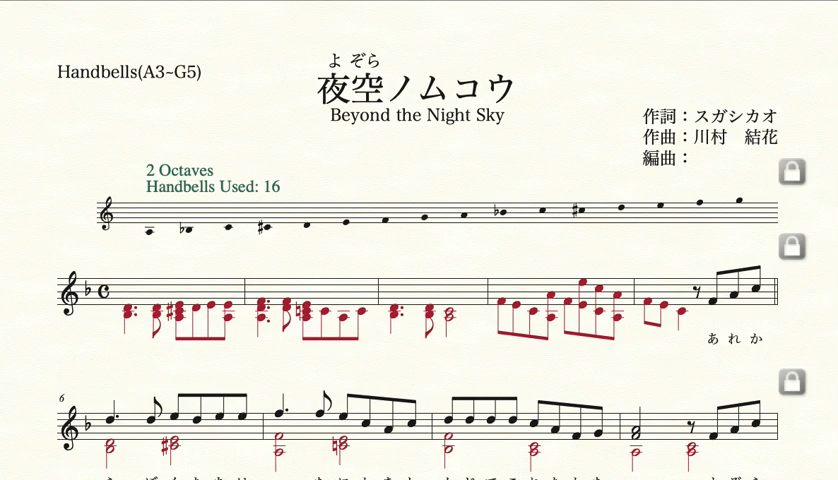 よ ぞら
Handbells(A3~G5)
夜空ノムコウ
Beyond the Night Sky
作詞：スガシカオ
作曲：川村　結花
編曲：
2 Octaves
Handbells Used: 16
あ れ か
6